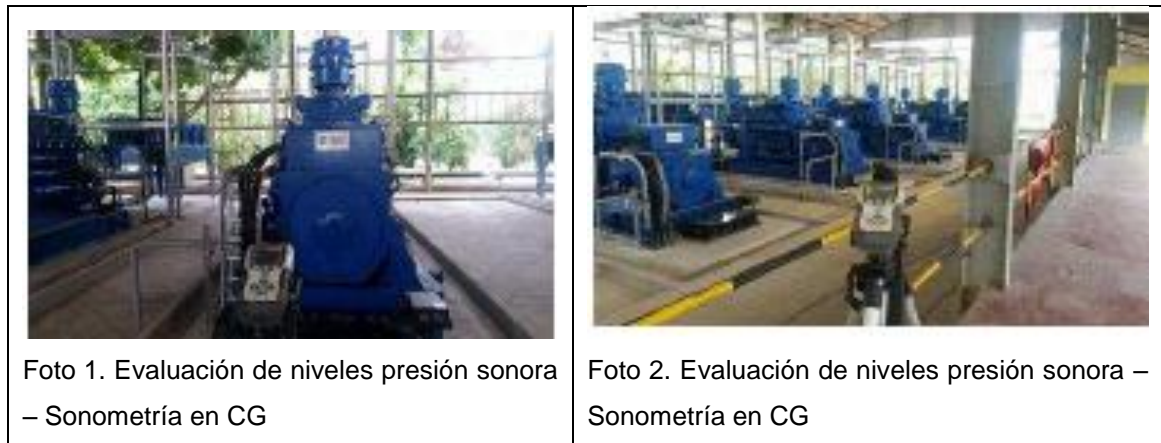 Foto 1. Evaluación de niveles presión sonora
– Sonometría en CG
Foto 2. Evaluación de niveles presión sonora –
Sonometría en CG